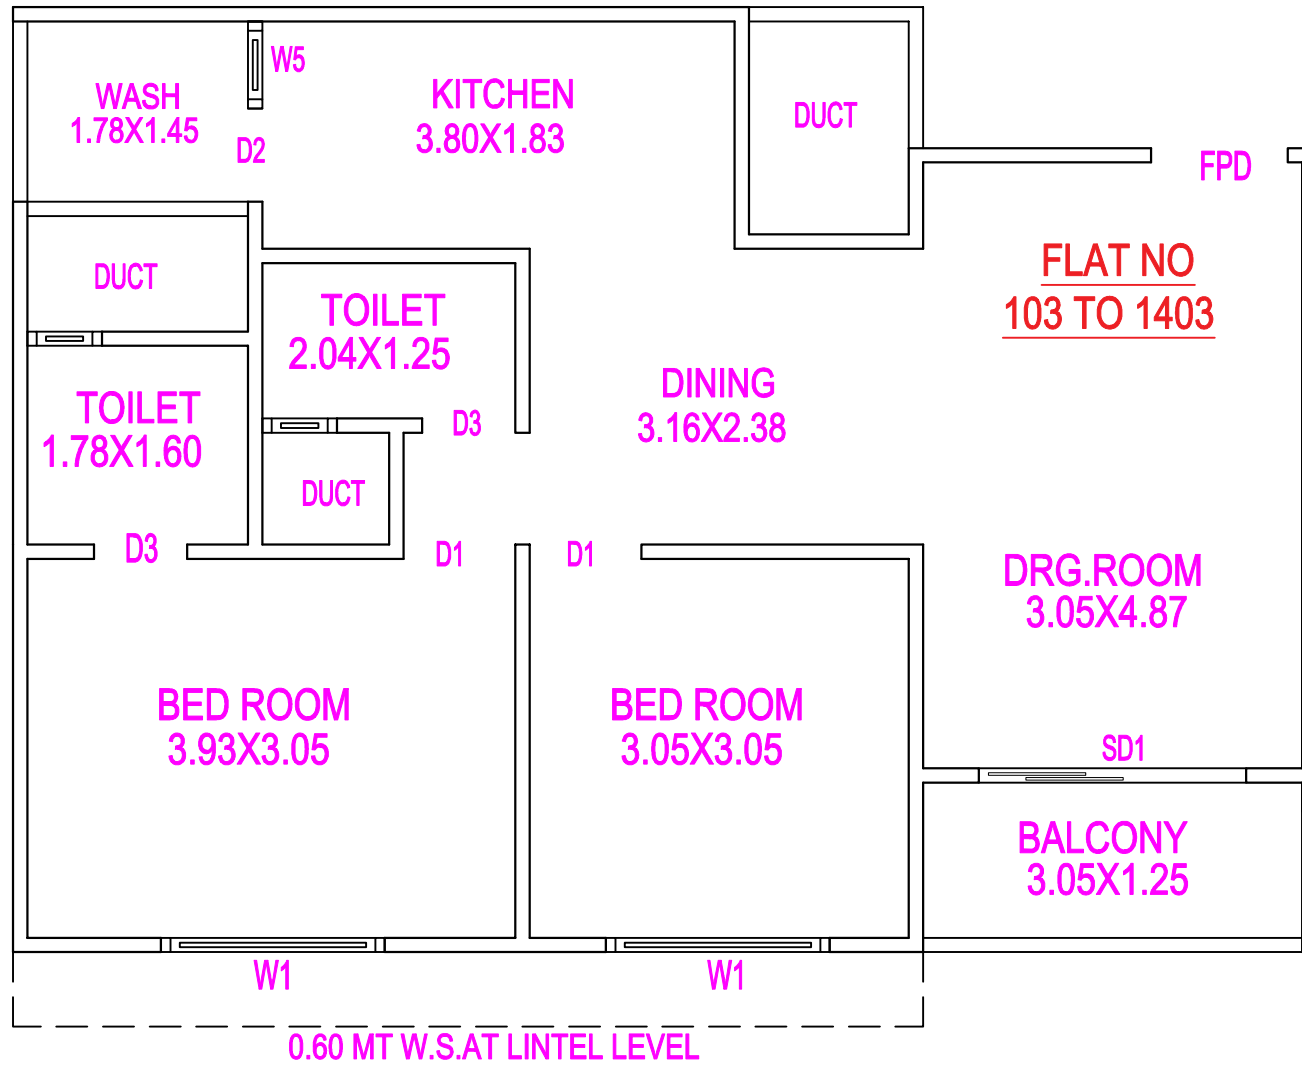 W5
WASH
1.78X1.45
D2
KITCHEN
3.80X1.83
DUCT
FPD
FLAT NO
103 TO 1403
DUCT
TOILET
2.04X1.25
TOILET
1.78X1.60
D3
DUCT
DINING
3.16X2.38
D3
D1
D1
DRG.ROOM
3.05X4.87
BED ROOM
3.93X3.05
BED ROOM
3.05X3.05
SD1
BALCONY
3.05X1.25
W1
W1
0.60 MT W.S.AT LINTEL LEVEL